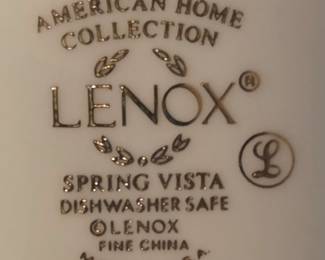 AMERICAN HOME
COLLECTION
LENOX®
L
SPRING VISTA
DISHWASHER SAFE
©LENOX
FINE CHINA